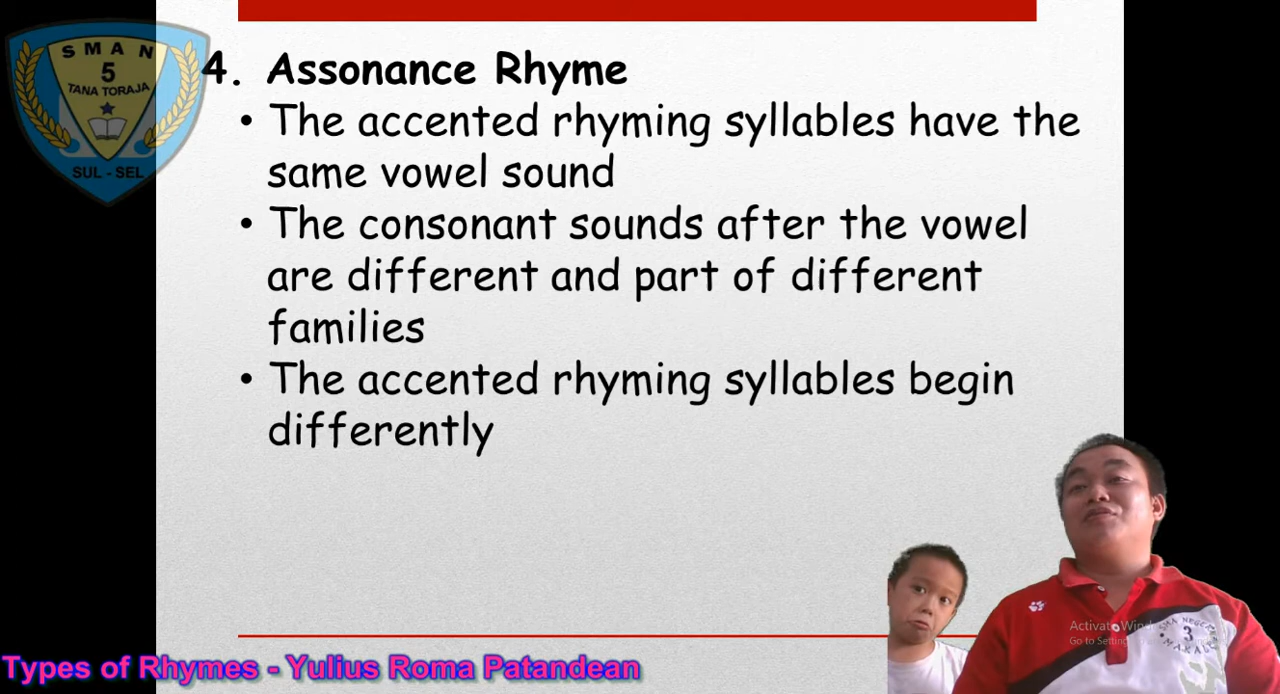 SMAN
5
TANA TORAJA
SUL - SEL
4. Assonance Rhyme
• The accented rhyming syllables have the
same vowel sound
• The consonant sounds after the vowel
are different and part of different
families
• The accented rhyming syllables begin
differently
3
Types of Rhymes - Yulius Roma Patandean